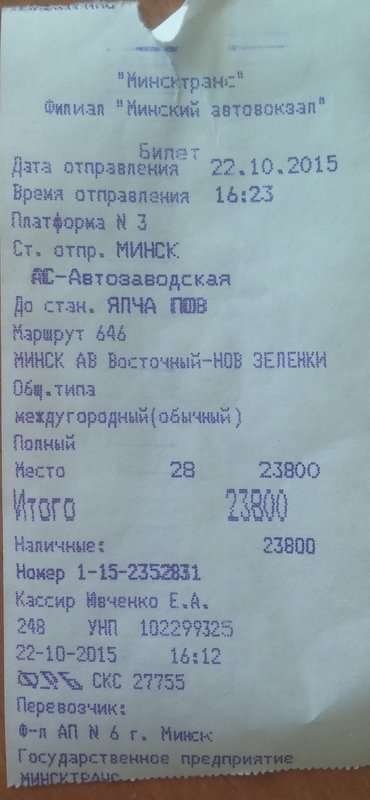 "Минсктранс"
Филиал "Минский автовокзал"
Билет
Дата отправления 22.10.2015
Время отправления 16:23
Платформа N 3
Ст. отпр. МИНСК
АС-Автозаводская
До стан. ЯПЧА ПОВ
Маршрут 646
МИНСК АВ Восточный-НОВ ЗЕЛЕНКИ
Общ.типа
междугородный(обычный)
Полный
Место 28 23800
Итого 23800
Наличные: 23800
Номер 1-15-2352831
Кассир Ювченко Е.А.
248 УНП 102299325
22-10-2015 16:12
СКС 27755
Перевозчик:
Ф-л АП N 6 г. Минск
Государственное предприятие
МИНСКТРАНС